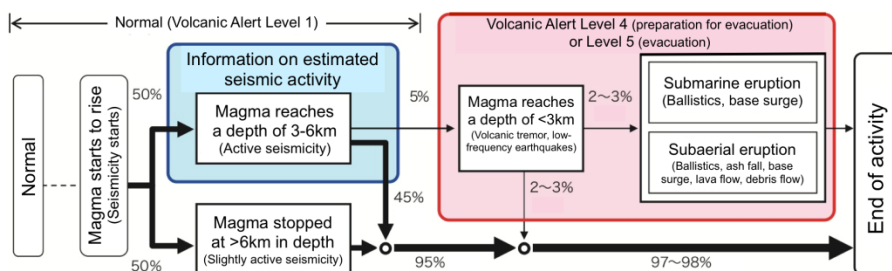 Normal (Volcanic Alert Level 1)
Volcanic Alert Level 4 (preparation for evacuation)
or Level 5 (evacuation)
Information on estimated
seismic activity
Normal
Magma starts to rise
(Seismicity starts)
50%
Magma reaches
a depth of 3-6km
(Active seismicity)
5%
Magma reaches
a depth of <3km
(Volcanic tremor, low-
frequency earthquakes)
2～3%
Submarine eruption
(Ballistics, base surge)
Subaerial eruption
(Ballistics, ash fall, base
surge, lava flow, debris flow)
End of activity
45%
2～3%
50%
Magma stopped
at >6km in depth
(Slightly active seismicity)
95%
97～98%